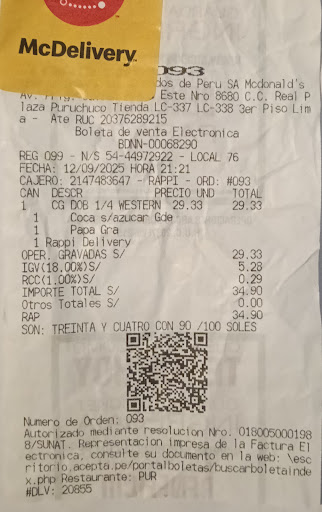 McDelivery
093
dos de Peru SA Mcdonald's
Este Nro 8680 C.C. Real P
laza Puruchuco Tienda LC-337 LC-338 3er Piso Lim
a - Ate RUC 20376289215
Boleta de venta Electronica
BDNN-00068290
REG 099 - N/S 54-44972922 - LOCAL 76
FECHA: 12/09/2025 HORA 21:21
CAJERO: 2147483647 - RAPPI - ORD: #093
CAN DESCR PRECIO UND TOTAL
1 CG DOB 1/4 WESTERN 29.33 29.33
1 Coca s/azucar Gde
1 Papa Gra
1 Rappi Delivery
OPER. GRAVADAS S/ 29.33
IGV(18.00%)S/ 5.28
RCC(1.00%)S/ 0.29
IMPORTE TOTAL S/ 34.90
Otros Totales S/ 0.00
RAP 34.90
SON: TREINTA Y CUATRO CON 90 /100 SOLES
Numero de Orden: 093
Autorizado mediante resolucion Nro. 018005000198
8/SUNAT. Representacion impresa de la Factura El
ectronica, consulte su documento en la web: \esc
ritorio.acepta.pe/portalboletas/buscarboletainde
x.php Restaurante: PUR
#DLV: 20855